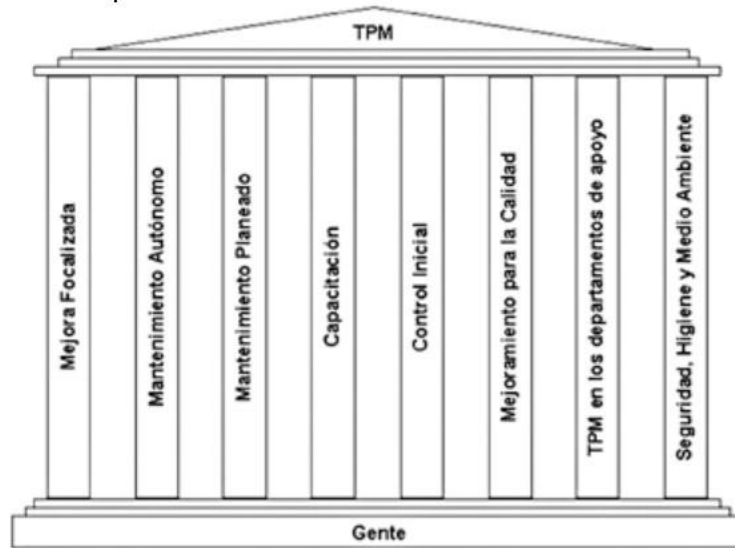 TPM
Mejora Focalizada
Mantenimiento Autónomo
Mantenimiento Planeado
Capacitación
Control Inicial
Mejoramiento para la Calidad
TPM en los departamentos de apoyo
Seguridad, Higiene y Medio Ambiente
Gente